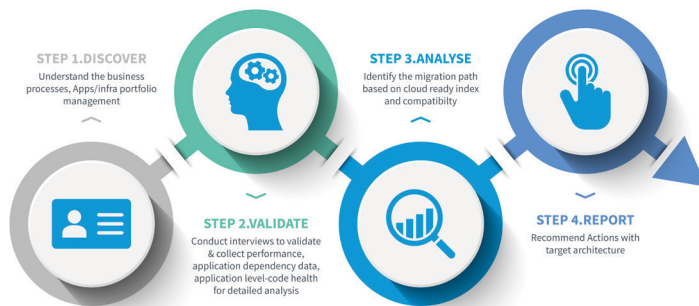 STEP 1.DISCOVER
Understand the business
processes, Apps/infra portfolio
management
STEP 2.VALIDATE
Conduct interviews to validate
& collect performance,
application dependency data,
application level-code health
for detailed analysis
STEP 3.ANALYSE
Identify the migration path
based on cloud ready index
and compatibilty
STEP 4.REPORT
Recommend Actions with
target architecture